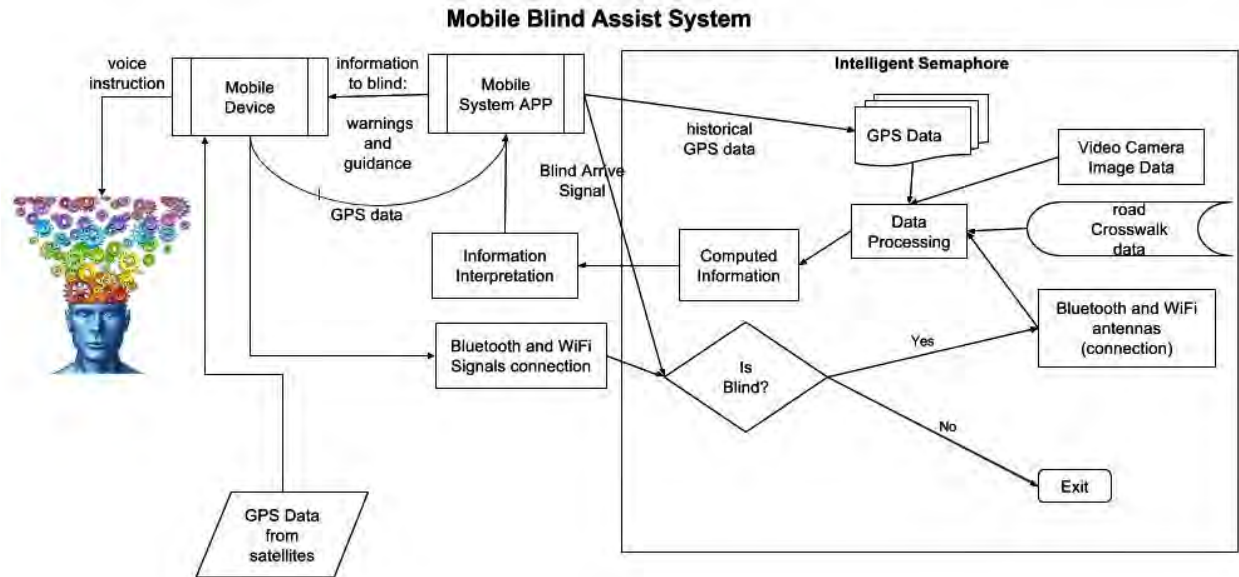 Mobile Blind Assist System
voice
instruction
Mobile
Device
information
to blind:
warnings
and
guidance
Mobile
System APP
GPS data
Intelligent Semaphore
historical
GPS data
GPS Data
Video Camera
Image Data
Blind Arrive
Signal
Data
Processing
road
Crosswalk
data
Information
Interpretation
Computed
Information
Bluetooth and WiFi
Signals connection
Is
Blind?
Yes
Bluetooth and WiFi
antennas
(connection)
No
Exit
GPS Data
from
satellites